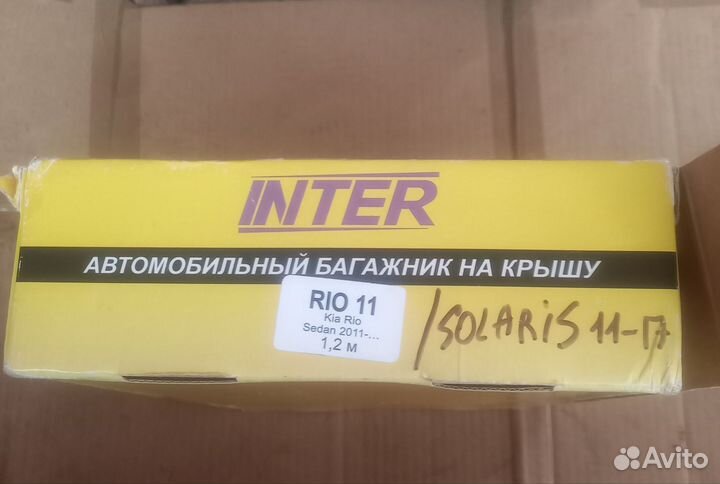 INTER
АВТОМОБИЛЬНЫЙ БАГАЖНИК НА КРЫШУ
RIO 11
Kia Rio
Sedan 2011-...
1,2 м
/SOLARIS 11-17
Avito